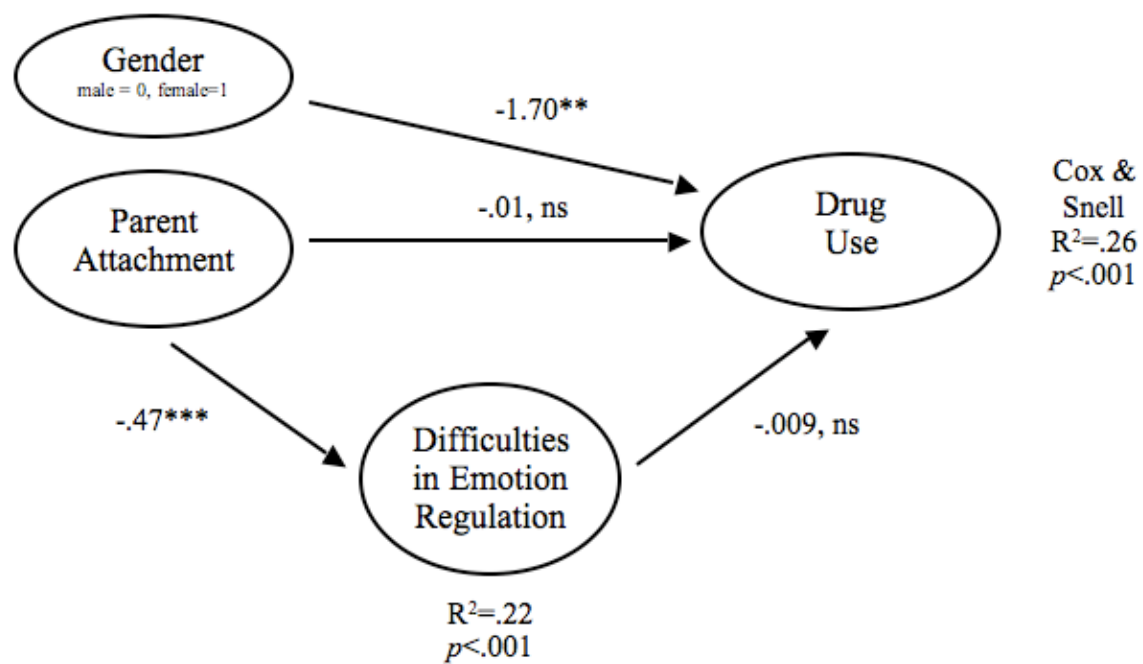 Gender
male = 0, female=1
-1.70**
Parent
Attachment
-.01, ns
Drug
Use
Cox &
Snell
R²=.26
p<.001
-.47***
Difficulties
in Emotion
Regulation
-.009, ns
R²=.22
p<.001